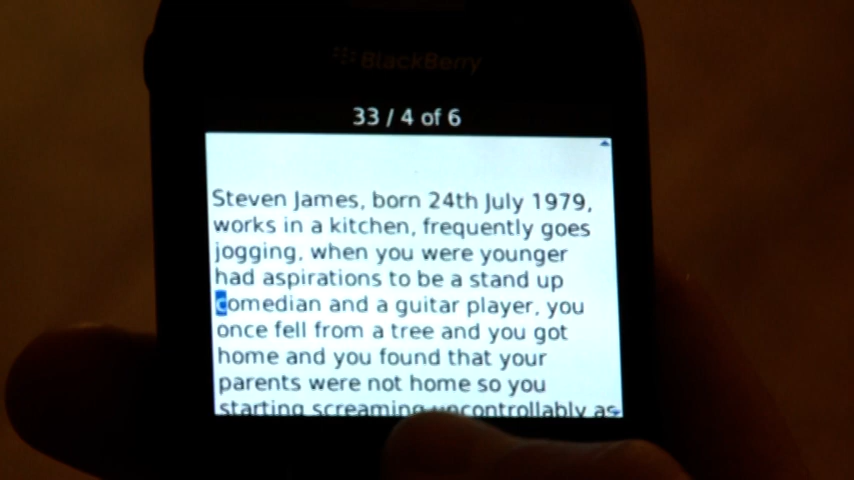 BlackBerry
33 / 4 of 6
Steven James, born 24th July 1979,
works in a kitchen, frequently goes
jogging, when you were younger
had aspirations to be a stand up
comedian and a guitar player, you
once fell from a tree and you got
home and you found that your
parents were not home so you
starting screaming uncontrollably as